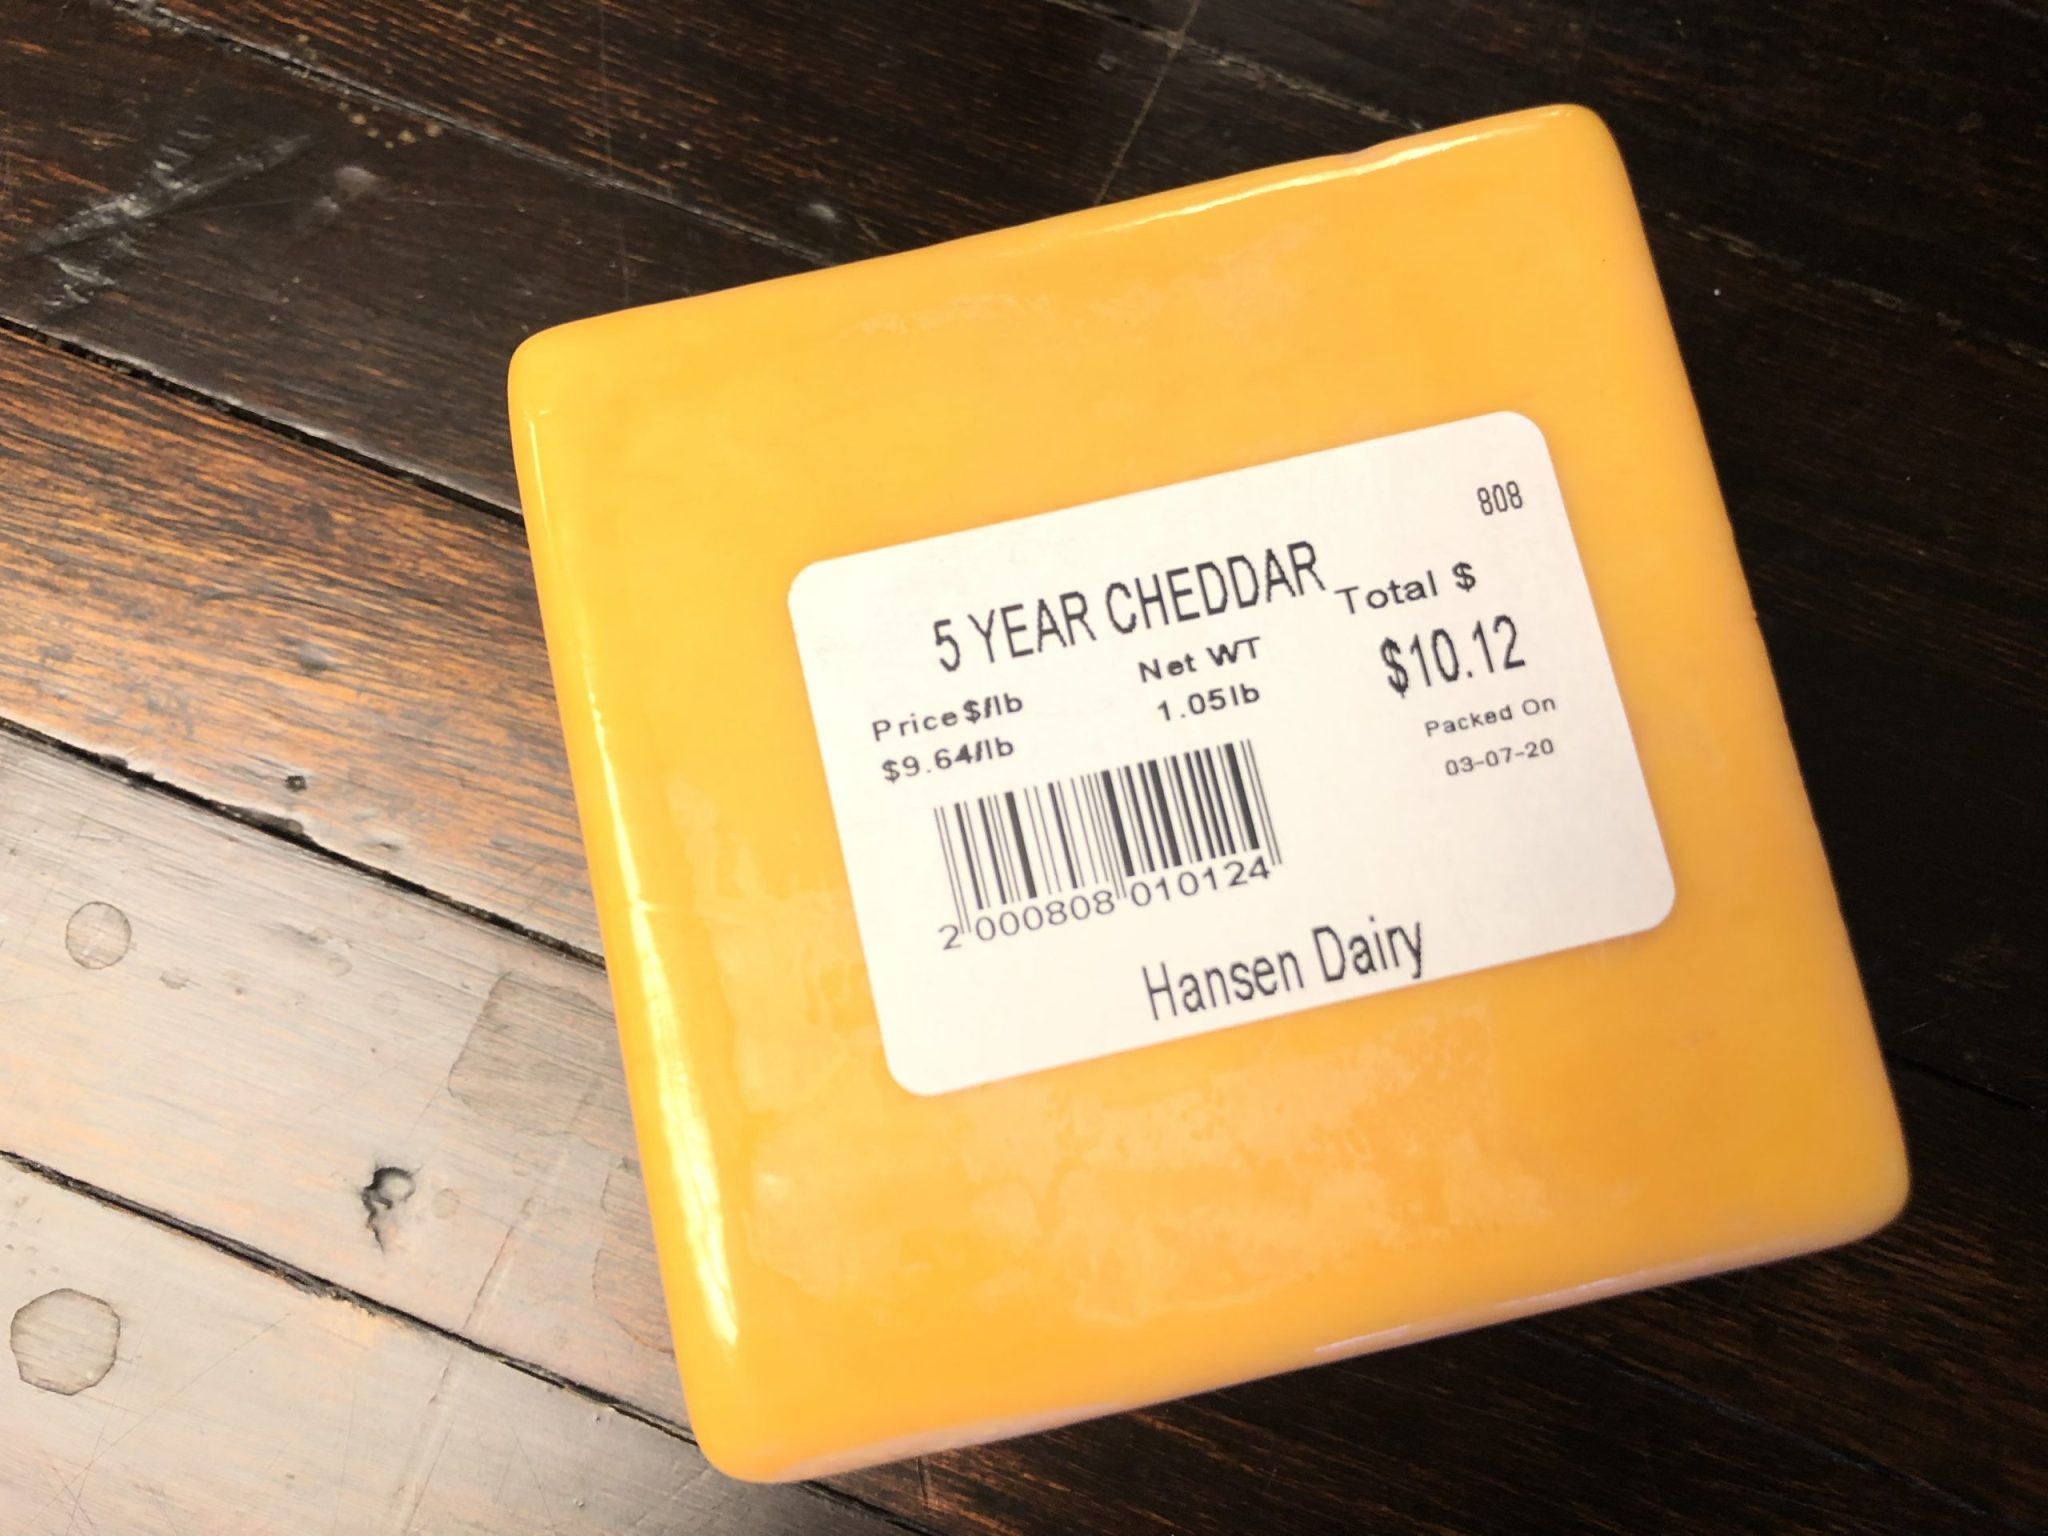 808
5 YEAR CHEDDAR
Total $
Net WT
$10.12
Price $/lb
1.05lb
$9.64/lb
Packed On
03-07-20
2 000808 010124
Hansen Dairy